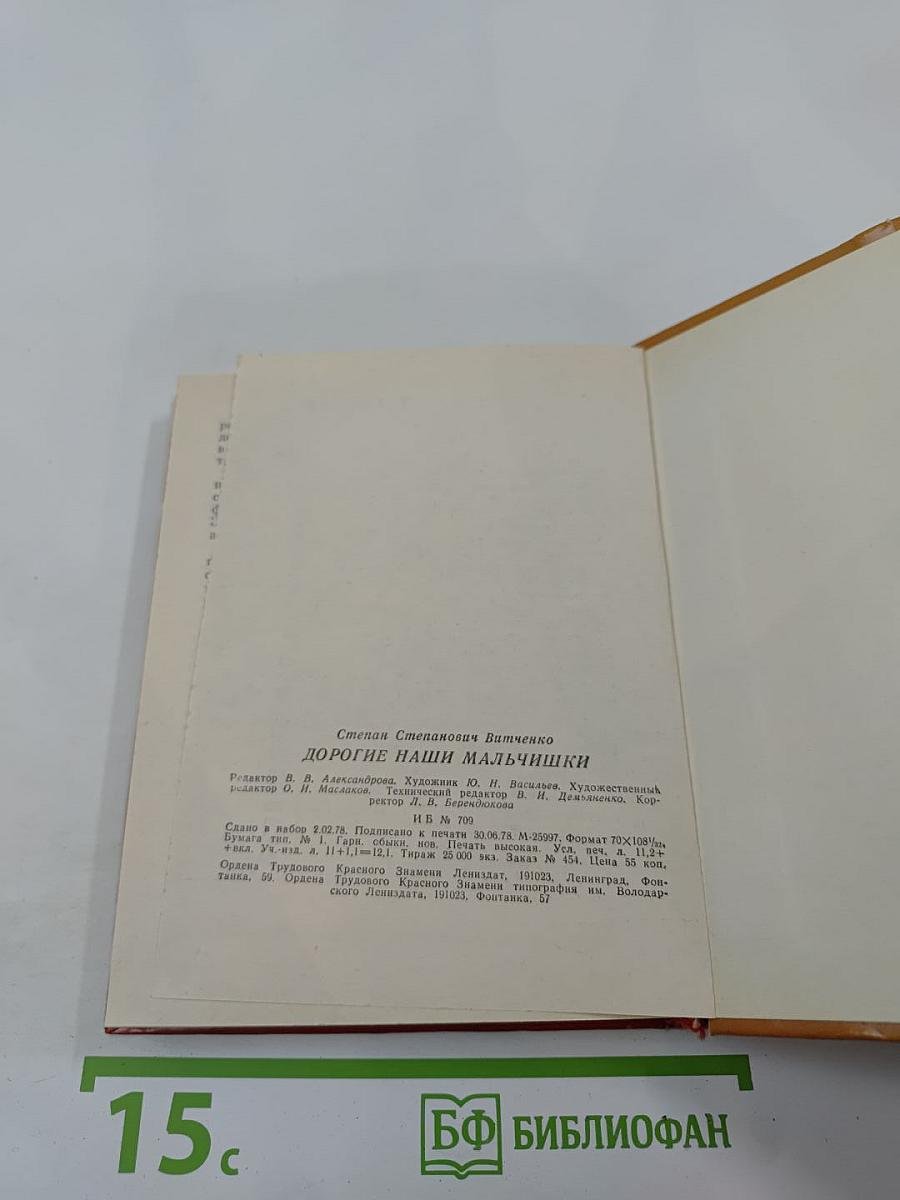 Степан Степанович Витченко
ДОРОГИЕ НАШИ МАЛЬЧИШКИ
Редактор В. В. Александрова. Художник Ю. Н. Васильев. Художественный
редактор О. И. Маслаков. Технический редактор В. И. Демьяненко. Кор-
ректор Л. В. Берендюкова
ИБ № 709
Сдано в набор 2.02.78. Подписано к печати 30.06.78. М-25997. Формат 70×108 1/32.
Бумага тип. № 1. Гарн. обыкн. нов. Печать высокая. Усл. печ. л. 11,2+
+вкл. Уч.-изд. л. 11+1,1=12,1. Тираж 25 000 экз. Заказ № 454. Цена 55 коп.
Ордена Трудового Красного Знамени Лениздат, 191023, Ленинград, Фон-
танка, 59. Ордена Трудового Красного Знамени типография им. Володар-
ского Лениздата, 191023, Фонтанка, 57
15 с
БФ БИБЛИОФАН